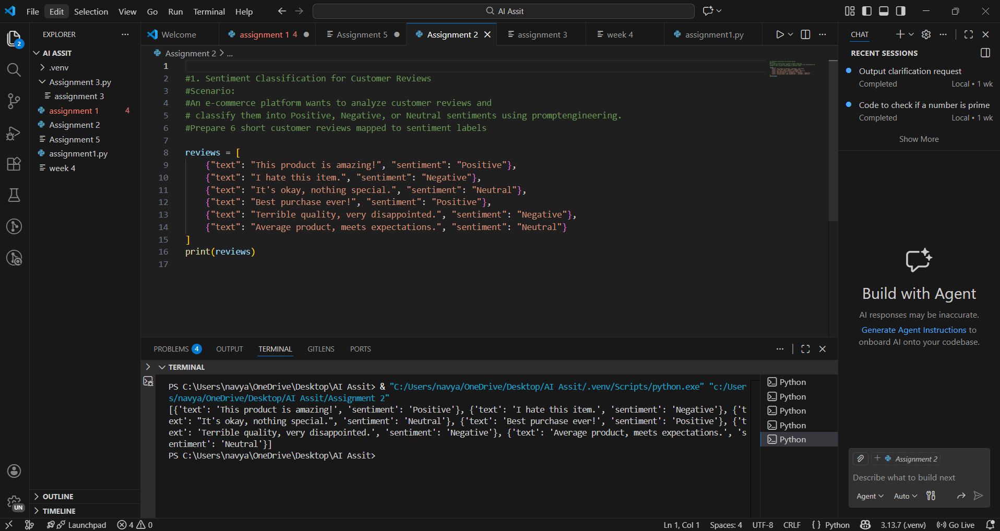 File Edit Selection View Go Run Terminal Help
AI Assit
2
EXPLORER
AI ASSIT
.venv
Assignment 3.py
assignment 3
assignment 1 4
Assignment 2
Assignment 5
assignment1.py
week 4
OUTLINE
TIMELINE
UN
Welcome assignment 1 4 Assignment 5 Assignment 2 assignment 3 week 4 assignment1.py
Assignment 2 > ...
1
2 #1. Sentiment Classification for Customer Reviews
3 #Scenario:
4 #An e-commerce platform wants to analyze customer reviews and
5 # classify them into Positive, Negative, or Neutral sentiments using promptengineering.
6 #Prepare 6 short customer reviews mapped to sentiment labels
7
8 reviews = [
9 {"text": "This product is amazing!", "sentiment": "Positive"},
10 {"text": "I hate this item.", "sentiment": "Negative"},
11 {"text": "It's okay, nothing special.", "sentiment": "Neutral"},
12 {"text": "Best purchase ever!", "sentiment": "Positive"},
13 {"text": "Terrible quality, very disappointed.", "sentiment": "Negative"},
14 {"text": "Average product, meets expectations.", "sentiment": "Neutral"}
15 ]
16 print(reviews)
17
PROBLEMS 4 OUTPUT TERMINAL GITLENS PORTS
TERMINAL
PS C:\Users\navya\OneDrive\Desktop\AI Assit> & "C:/Users/navya/OneDrive/Desktop/AI Assit/.venv/Scripts/python.exe" "c:/User
s/navya/OneDrive/Desktop/AI Assit/Assignment 2"
[{'text': 'This product is amazing!', 'sentiment': 'Positive'}, {'text': 'I hate this item.', 'sentiment': 'Negative'}, {'t
ext': "It's okay, nothing special.", 'sentiment': 'Neutral'}, {'text': 'Best purchase ever!', 'sentiment': 'Positive'}, {'t
ext': 'Terrible quality, very disappointed.', 'sentiment': 'Negative'}, {'text': 'Average product, meets expectations.', 's
entiment': 'Neutral'}]
PS C:\Users\navya\OneDrive\Desktop\AI Assit>
Python
Python
Python
Python
Python
CHAT
RECENT SESSIONS
Output clarification request
Completed Local • 1 wk
Code to check if a number is prime
Completed Local • 1 wk
Show More
Build with Agent
AI responses may be inaccurate.
Generate Agent Instructions to
onboard AI onto your codebase.
+ Assignment 2
Describe what to build next
Agent Auto
Launchpad 4 0 Ln 1, Col 1 Spaces: 4 UTF-8 CRLF { } Python 3.13.7 (.venv) Go Live